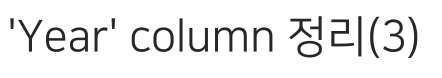 'Year' column 정리(3)